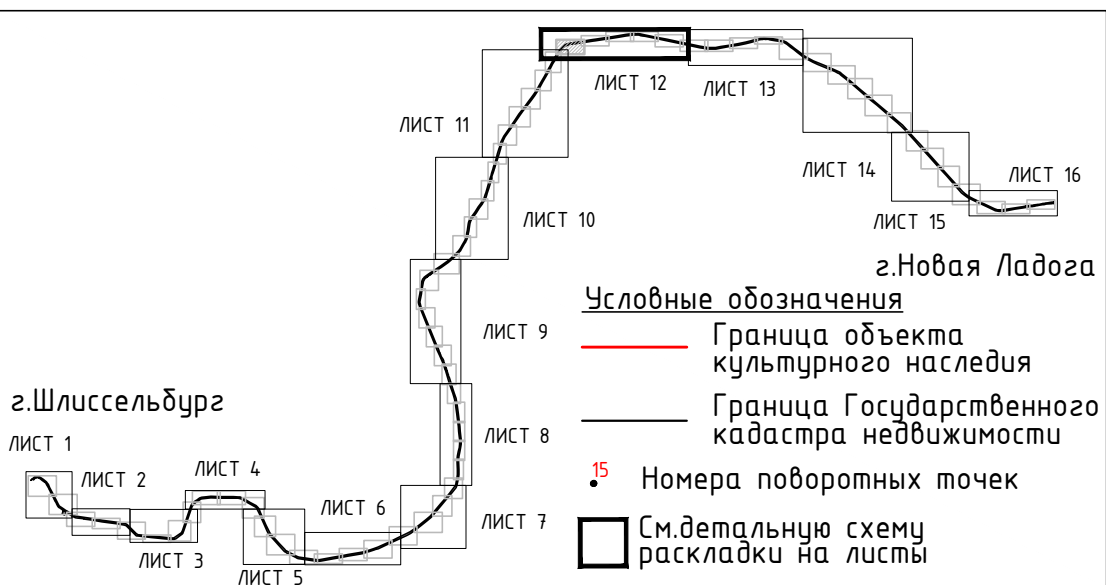 ЛИСТ 12
ЛИСТ 13
ЛИСТ 11
ЛИСТ 14
ЛИСТ 16
ЛИСТ 10
ЛИСТ 15
г.Новая Ладога
Условные обозначения
Граница объекта
культурного наследия
ЛИСТ 9
г.Шлиссельбург
Граница Государственного
кадастра недвижимости
ЛИСТ 1
ЛИСТ 8
ЛИСТ 2
ЛИСТ 4
15
Номера поворотных точек
ЛИСТ 6
ЛИСТ 7
ЛИСТ 3
ЛИСТ 5
См.детальную схему
раскладки на листы